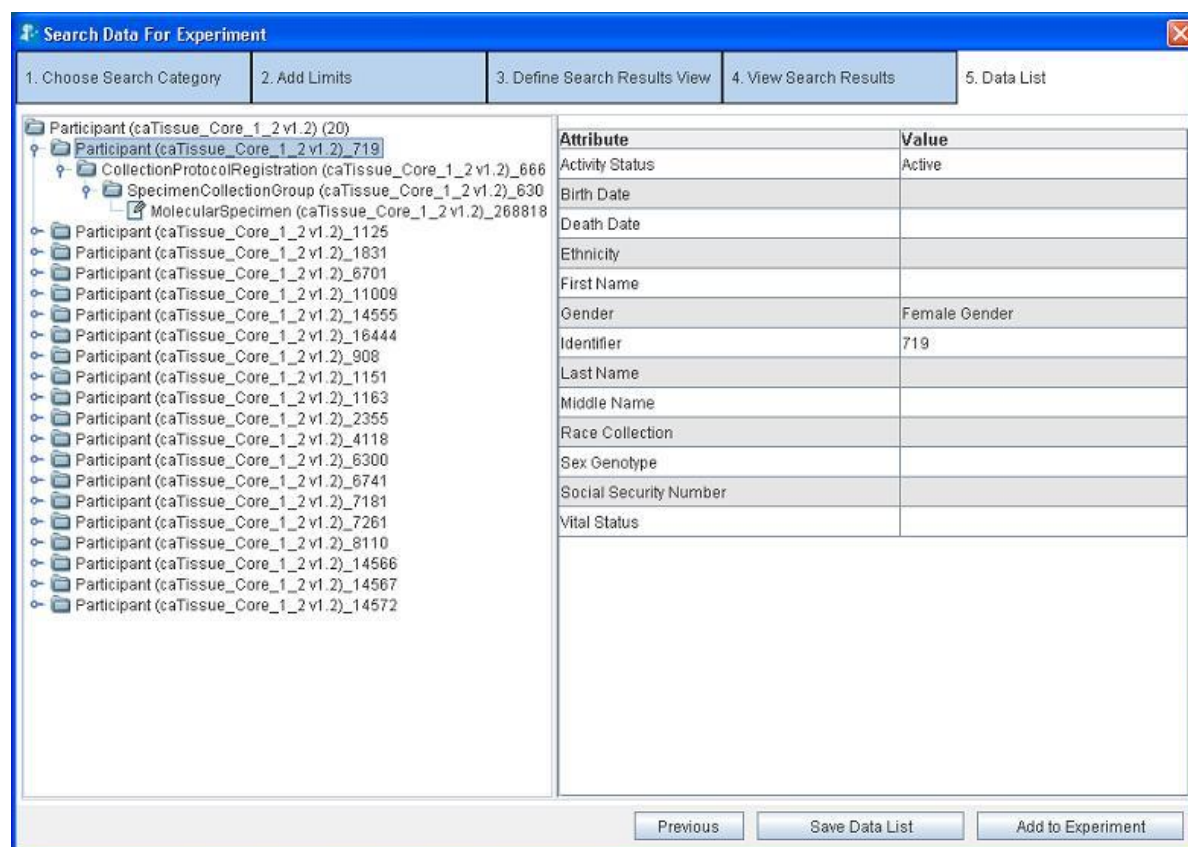 Search Data For Experiment
1. Choose Search Category
2. Add Limits
3. Define Search Results View
4. View Search Results
5. Data List
Participant (caTissue_Core_1_2 v1.2) (20)
Participant (caTissue_Core_1_2 v1.2)_719
CollectionProtocolRegistration (caTissue_Core_1_2 v1.2)_666
SpecimenCollectionGroup (caTissue_Core_1_2 v1.2)_630
MolecularSpecimen (caTissue_Core_1_2 v1.2)_268818
Participant (caTissue_Core_1_2 v1.2)_1125
Participant (caTissue_Core_1_2 v1.2)_1831
Participant (caTissue_Core_1_2 v1.2)_6701
Participant (caTissue_Core_1_2 v1.2)_11009
Participant (caTissue_Core_1_2 v1.2)_14555
Participant (caTissue_Core_1_2 v1.2)_16444
Participant (caTissue_Core_1_2 v1.2)_908
Participant (caTissue_Core_1_2 v1.2)_1151
Participant (caTissue_Core_1_2 v1.2)_1163
Participant (caTissue_Core_1_2 v1.2)_2355
Participant (caTissue_Core_1_2 v1.2)_4118
Participant (caTissue_Core_1_2 v1.2)_6300
Participant (caTissue_Core_1_2 v1.2)_6741
Participant (caTissue_Core_1_2 v1.2)_7181
Participant (caTissue_Core_1_2 v1.2)_7261
Participant (caTissue_Core_1_2 v1.2)_8110
Participant (caTissue_Core_1_2 v1.2)_14566
Participant (caTissue_Core_1_2 v1.2)_14567
Participant (caTissue_Core_1_2 v1.2)_14572
Attribute Value
Activity Status Active
Birth Date
Death Date
Ethnicity
First Name
Gender Female Gender
Identifier 719
Last Name
Middle Name
Race Collection
Sex Genotype
Social Security Number
Vital Status
Previous
Save Data List
Add to Experiment